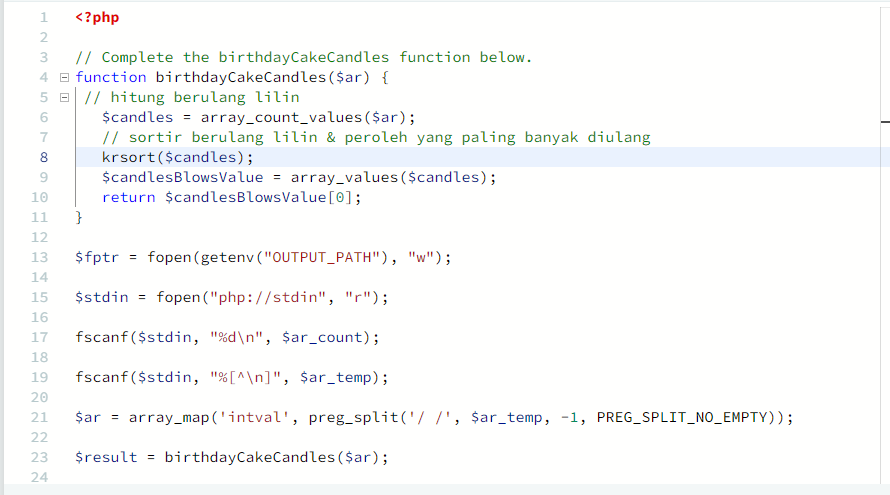 1 <?php
2
3 // Complete the birthdayCakeCandles function below.
4 function birthdayCakeCandles($ar) {
5 // hitung berulang lilin
6 $candles = array_count_values($ar);
7 // sortir berulang lilin & peroleh yang paling banyak diulang
8 krsort($candles);
9 $candlesBlowsValue = array_values($candles);
10 return $candlesBlowsValue[0];
11 }
12
13 $fptr = fopen(getenv("OUTPUT_PATH"), "w");
14
15 $stdin = fopen("php://stdin", "r");
16
17 fscanf($stdin, "%d\n", $ar_count);
18
19 fscanf($stdin, "%[^\n]", $ar_temp);
20
21 $ar = array_map('intval', preg_split('/ /', $ar_temp, -1, PREG_SPLIT_NO_EMPTY));
22
23 $result = birthdayCakeCandles($ar);
24